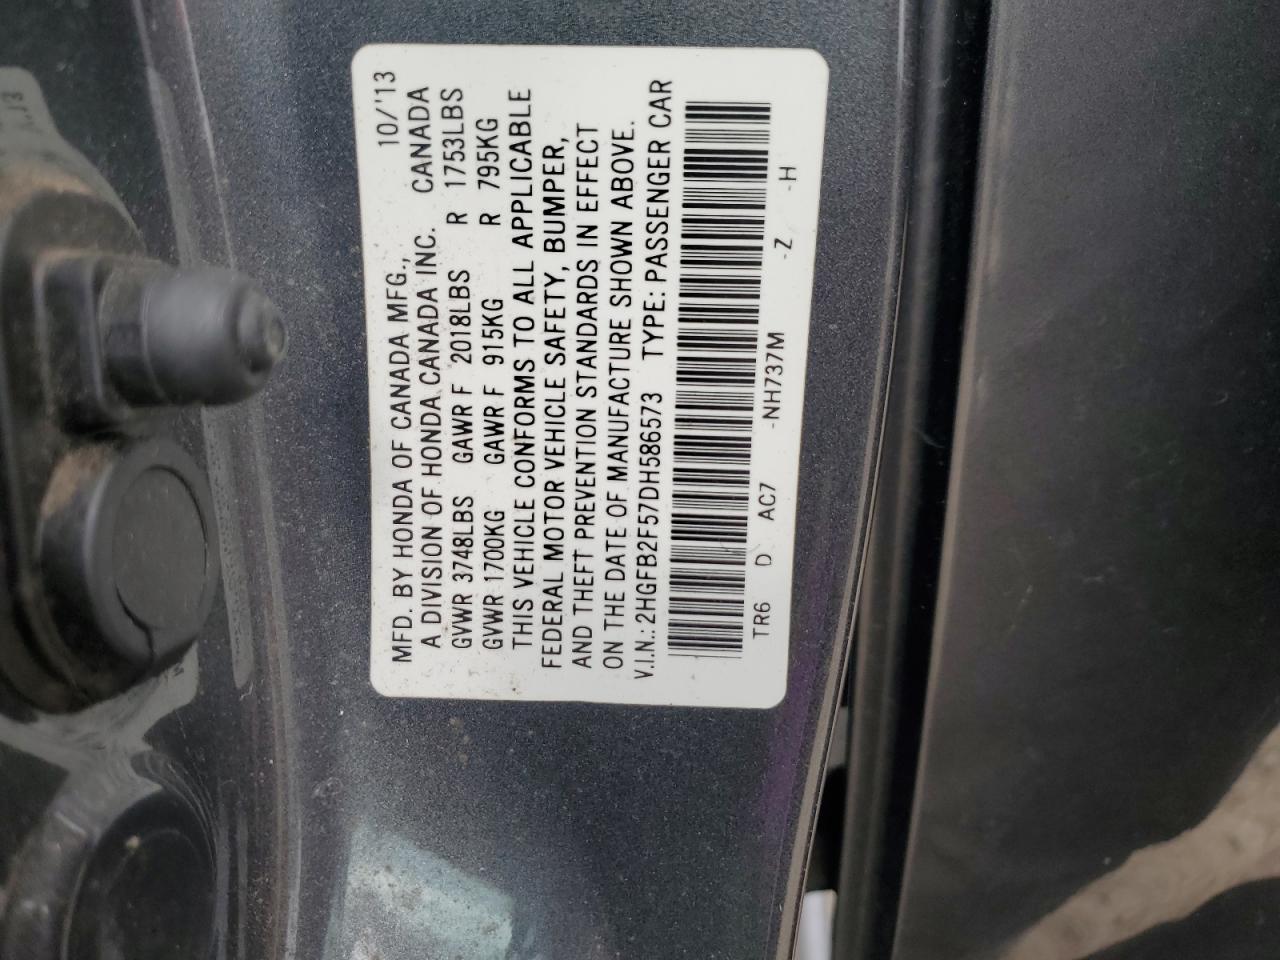 MFD. BY HONDA OF CANADA MFG., 10/'13
A DIVISION OF HONDA CANADA INC. CANADA
GVWR 3748LBS GAWR F 2018LBS R 1753LBS
GVWR 1700KG GAWR F 915KG R 795KG
THIS VEHICLE CONFORMS TO ALL APPLICABLE
FEDERAL MOTOR VEHICLE SAFETY, BUMPER,
AND THEFT PREVENTION STANDARDS IN EFFECT
ON THE DATE OF MANUFACTURE SHOWN ABOVE.
V.I.N.: 2HGFB2F57DH586573 TYPE: PASSENGER CAR
TR6 D AC7 -NH737M -Z -H